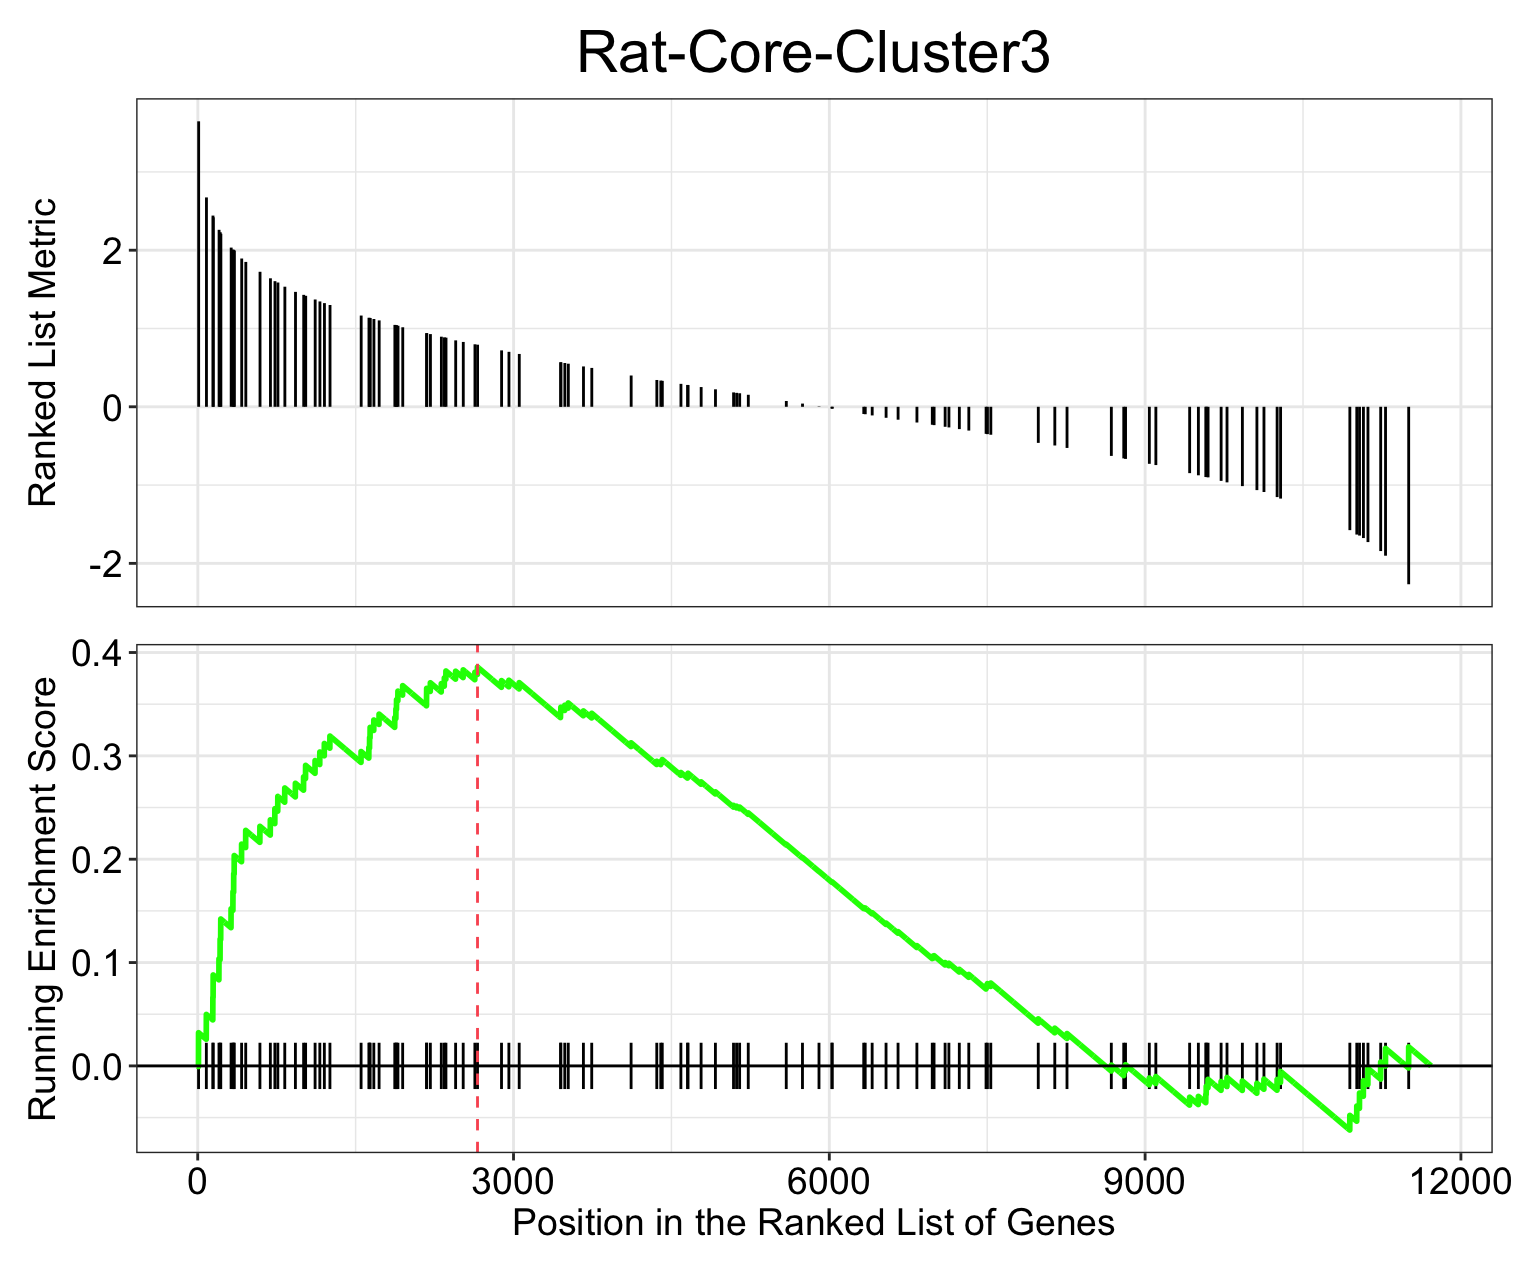 Rat-Core-Cluster3
Ranked List Metric
2
0
-2
Running Enrichment Score
0.4
0.3
0.2
0.1
0.0
0 3000 6000 9000 12000
Position in the Ranked List of Genes